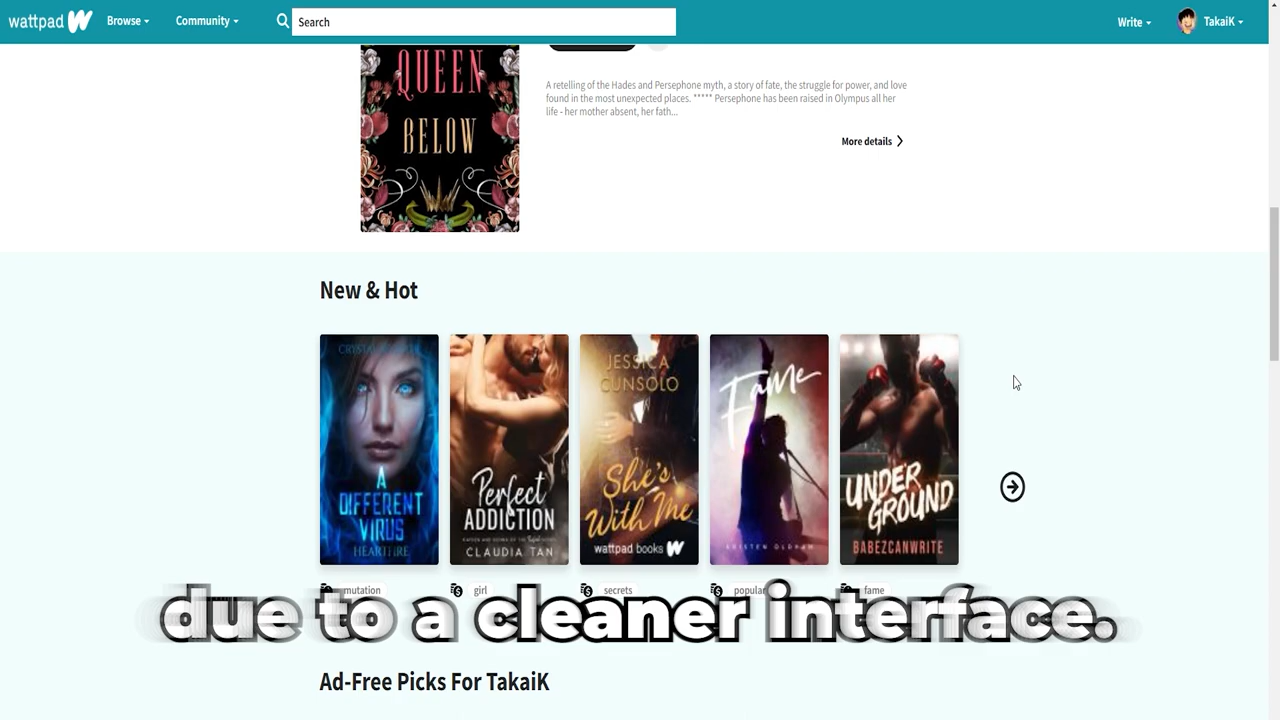 wattpad W
Browse
Community
Search
Write
TakaiK
QUEEN
BELOW
A retelling of the Hades and Persephone myth, a story of fate, the struggle for power, and love
found in the most unexpected places. ***** Persephone has been raised in Olympus all her
life - her mother absent, her fath...
More details
New & Hot
A
DIFFERENT
VIRUS
HEARTFIRE
Perfect
ADDICTION
CLAUDIA TAN
JESSICA
CUNSOLO
She's
With Me
wattpad books W
Fame
KRISTEN OLDHAM
UNDER
GROUND
BABEZCANWRITE
mutation
girl
secrets
popular
fame
due to a cleaner interface.
Ad-Free Picks For TakaiK